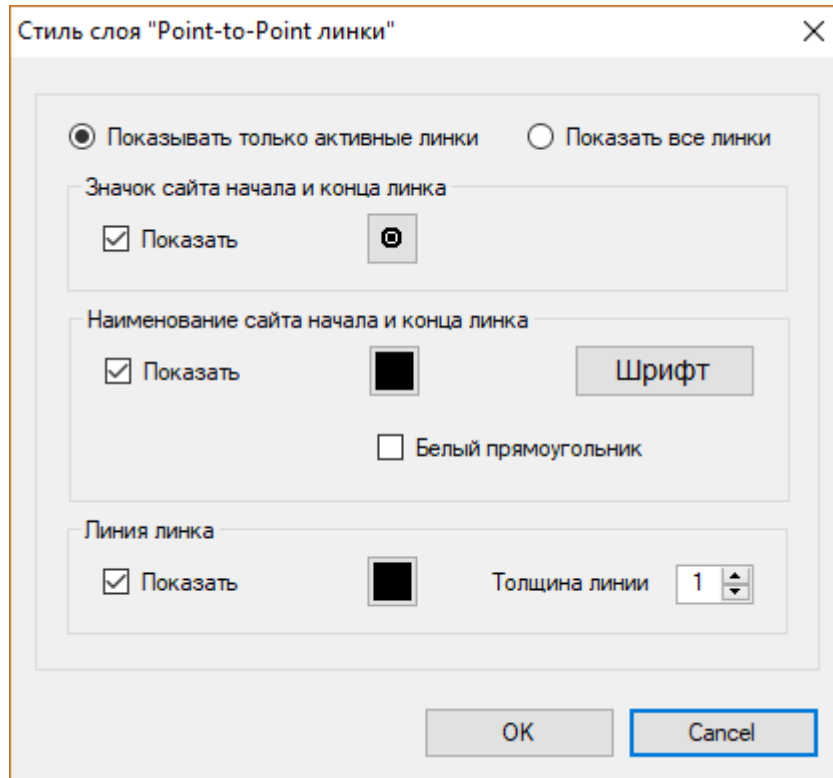 Стиль слоя "Point-to-Point линки"
Показывать только активные линки Показать все линки
Значок сайта начала и конца линка
Показать
Наименование сайта начала и конца линка
Показать Шрифт
Белый прямоугольник
Линия линка
Показать Толщина линии 1
OK Cancel